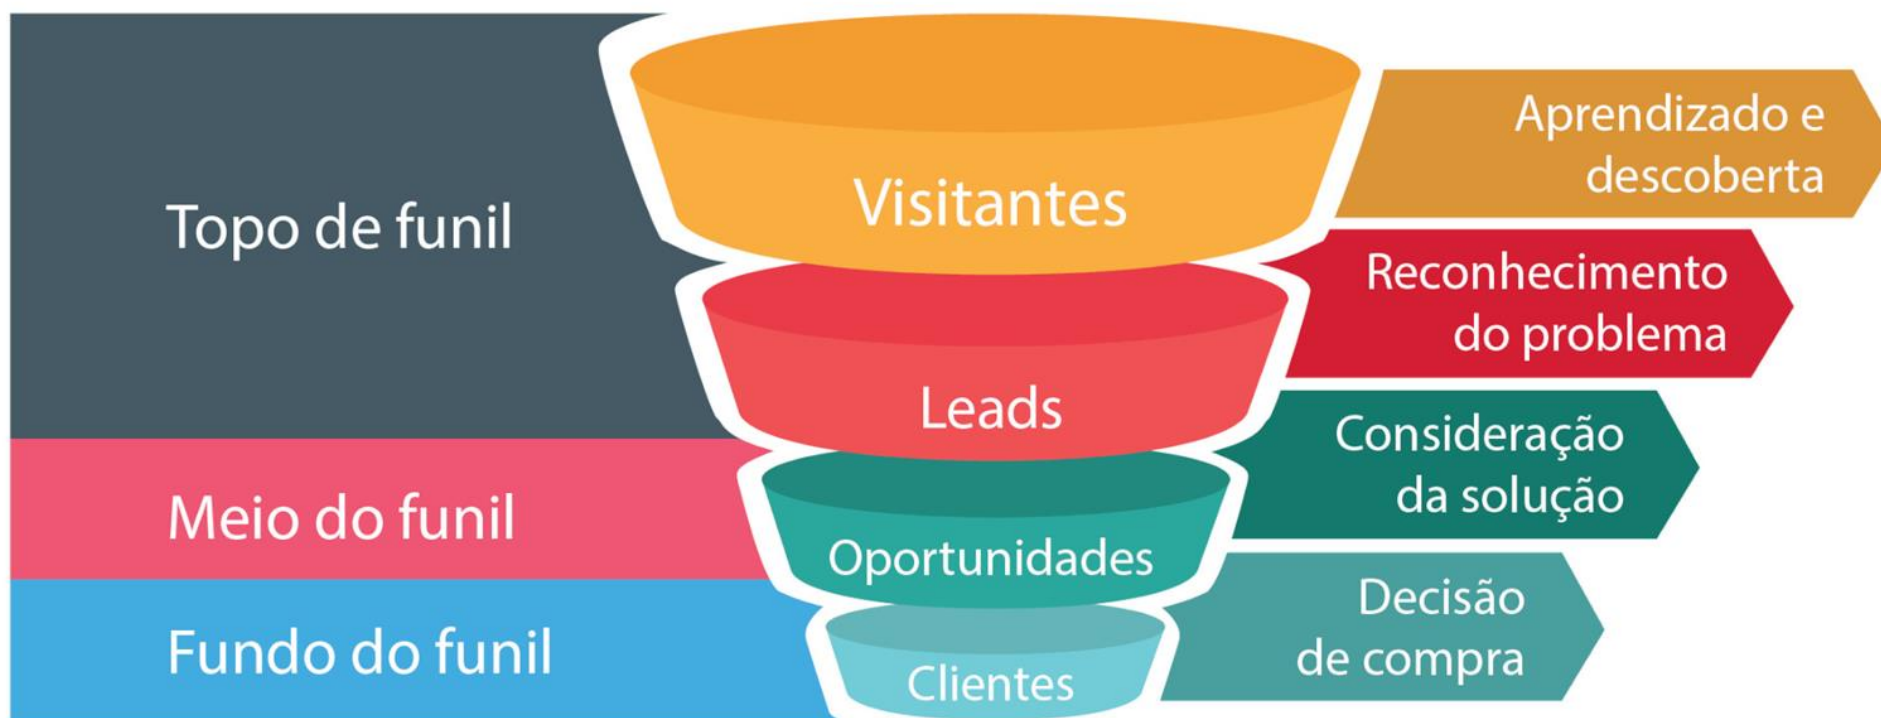 Topo de funil
Visitantes
Aprendizado e
descoberta
Leads
Reconhecimento
do problema
Meio do funil
Oportunidades
Consideração
da solução
Fundo do funil
Clientes
Decisão
de compra